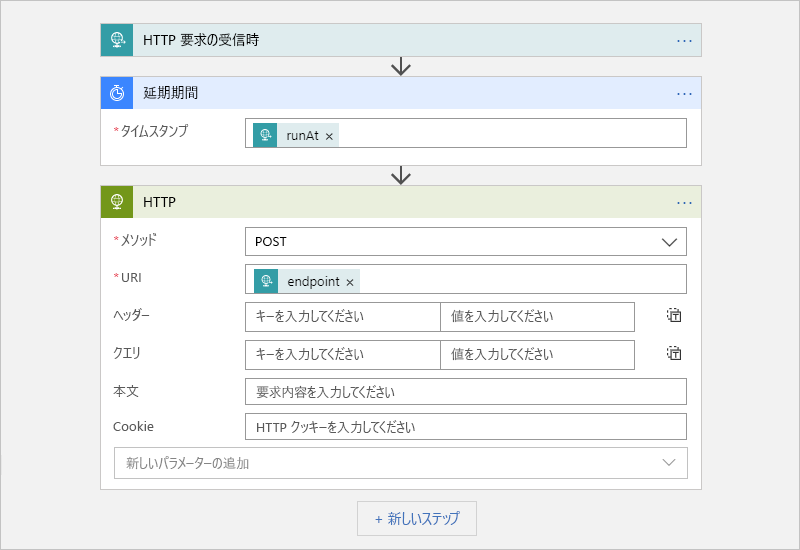 HTTP 要求の受信時
延期期間
*タイムスタンプ runAt ×
HTTP
*メソッド POST
*URI endpoint ×
ヘッダー キーを入力してください 値を入力してください
クエリ キーを入力してください 値を入力してください
本文 要求内容を入力してください
Cookie HTTP クッキーを入力してください
新しいパラメーターの追加
+ 新しいステップ